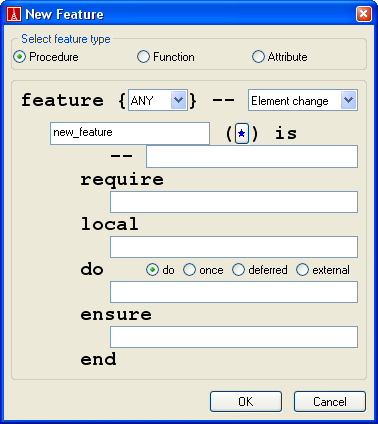 New Feature
Select feature type
Procedure Function Attribute
feature { ANY } -- Element change
new_feature (*) is
--
require
local
do do once deferred external
ensure
end
OK Cancel